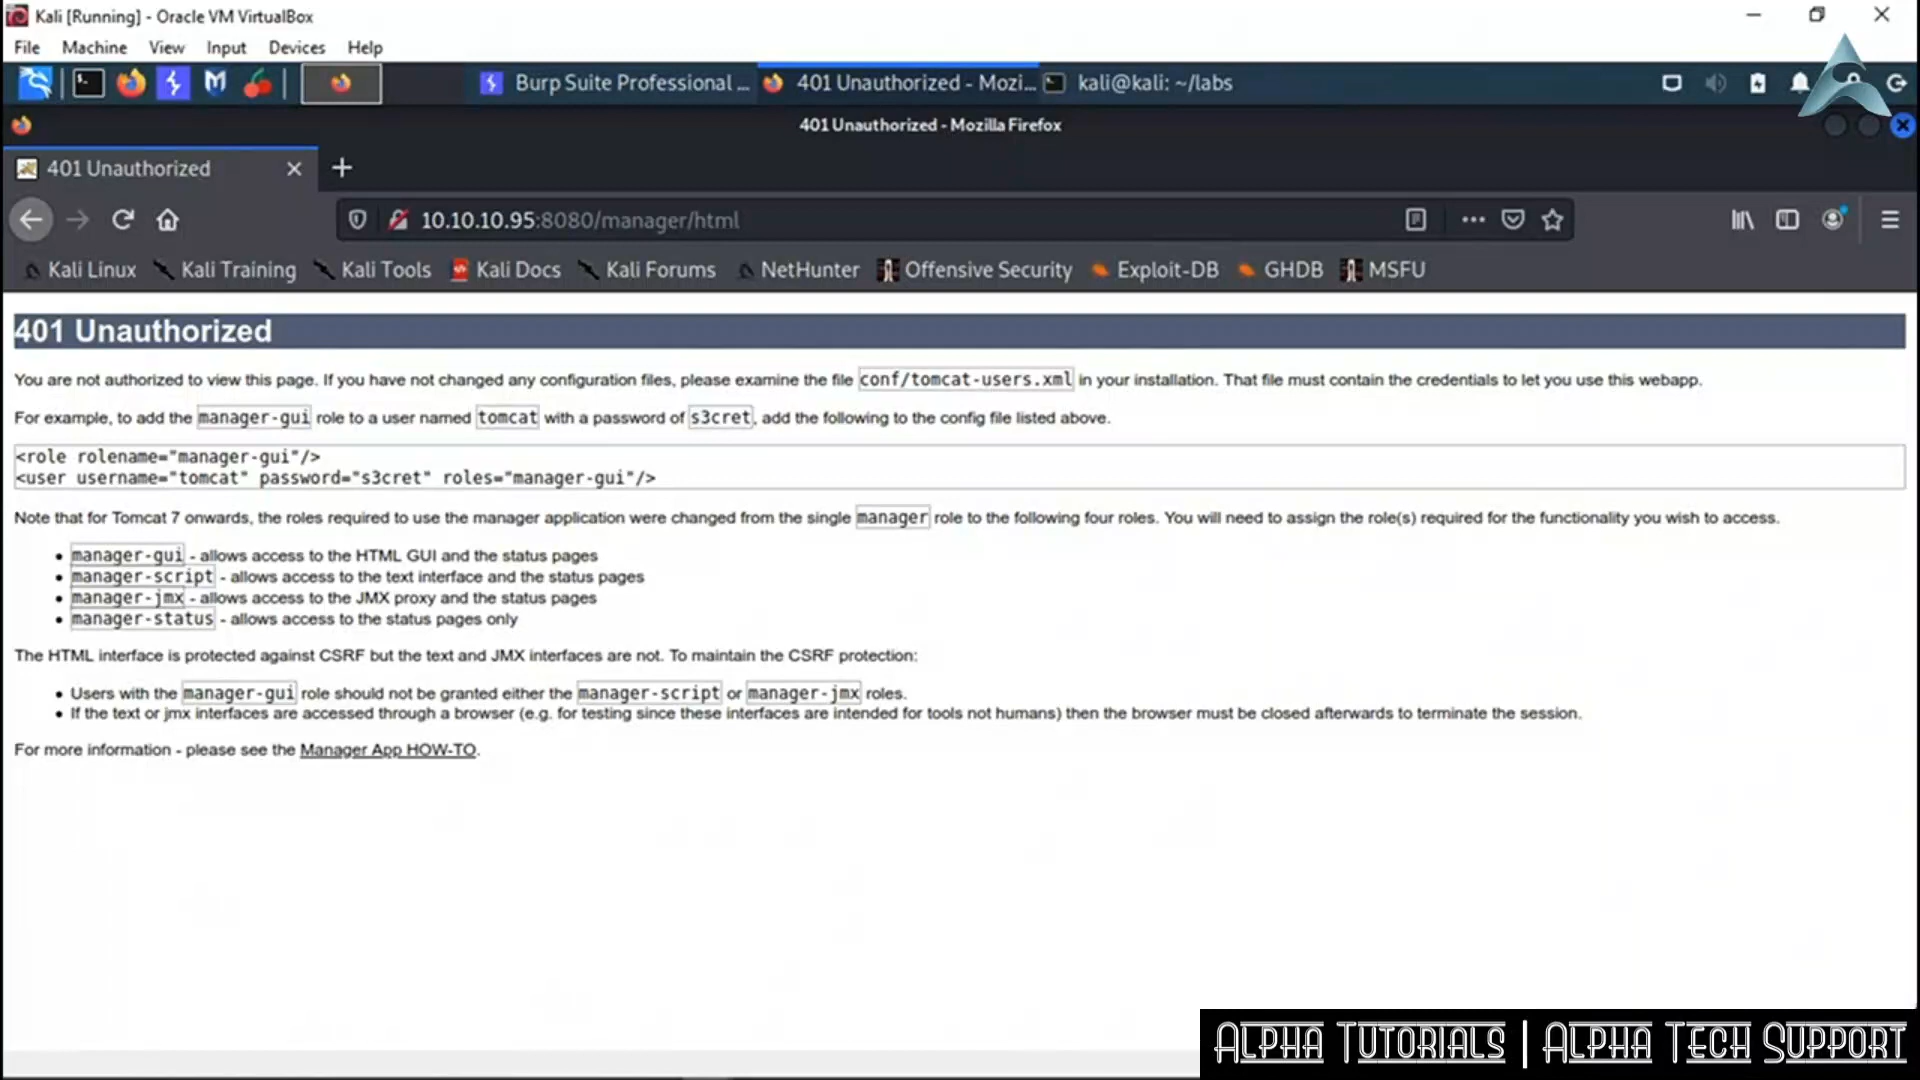 Kali [Running] - Oracle VM VirtualBox
File Machine View Input Devices Help
Burp Suite Professional ... 401 Unauthorized - Mozi... kali@kali: ~/labs
401 Unauthorized - Mozilla Firefox
401 Unauthorized
10.10.10.95:8080/manager/html
Kali Linux Kali Training Kali Tools Kali Docs Kali Forums NetHunter Offensive Security Exploit-DB GHDB MSFU
401 Unauthorized
You are not authorized to view this page. If you have not changed any configuration files, please examine the file conf/tomcat-users.xml in your installation. That file must contain the credentials to let you use this webapp.
For example, to add the manager-gui role to a user named tomcat with a password of s3cret, add the following to the config file listed above.
<role rolename="manager-gui"/>
<user username="tomcat" password="s3cret" roles="manager-gui"/>
Note that for Tomcat 7 onwards, the roles required to use the manager application were changed from the single manager role to the following four roles. You will need to assign the role(s) required for the functionality you wish to access.
• manager-gui - allows access to the HTML GUI and the status pages
• manager-script - allows access to the text interface and the status pages
• manager-jmx - allows access to the JMX proxy and the status pages
• manager-status - allows access to the status pages only
The HTML interface is protected against CSRF but the text and JMX interfaces are not. To maintain the CSRF protection:
• Users with the manager-gui role should not be granted either the manager-script or manager-jmx roles.
• If the text or jmx interfaces are accessed through a browser (e.g. for testing since these interfaces are intended for tools not humans) then the browser must be closed afterwards to terminate the session.
For more information - please see the Manager App HOW-TO.
Alpha Tutorials | Alpha Tech Support